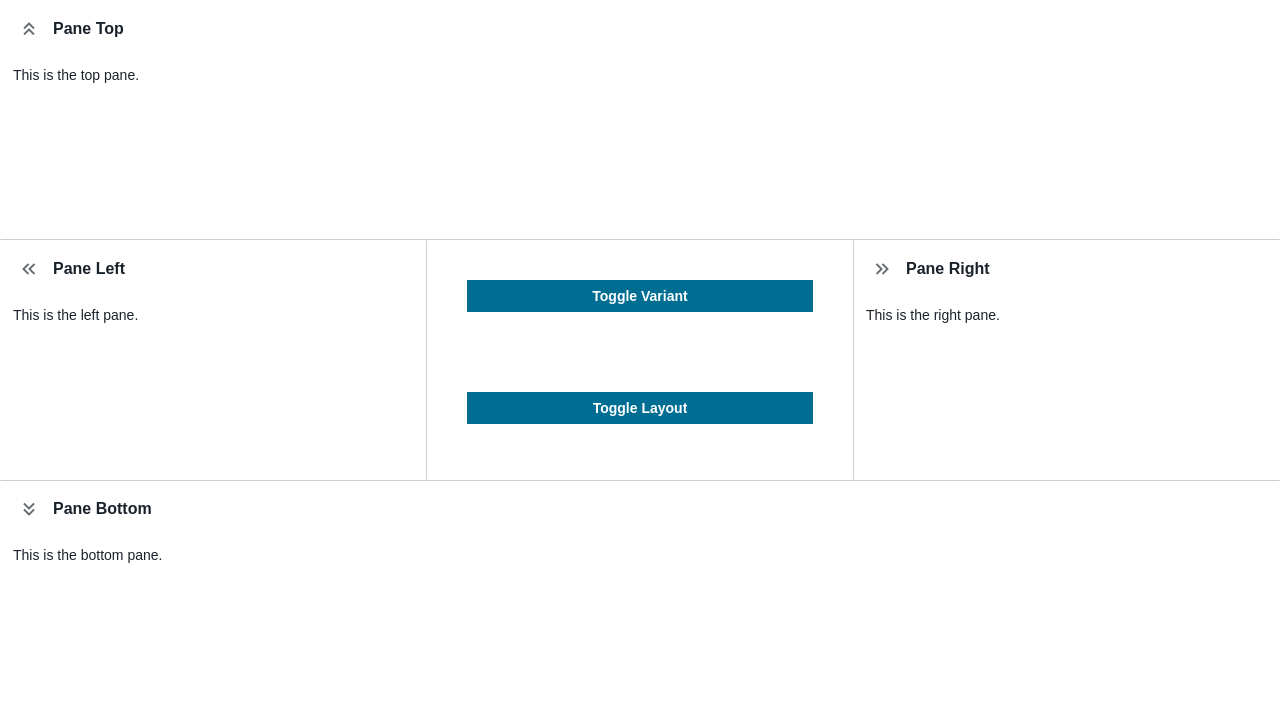 Pane Top
This is the top pane.
Pane Left
This is the left pane.
Toggle Variant
Toggle Layout
Pane Right
This is the right pane.
Pane Bottom
This is the bottom pane.